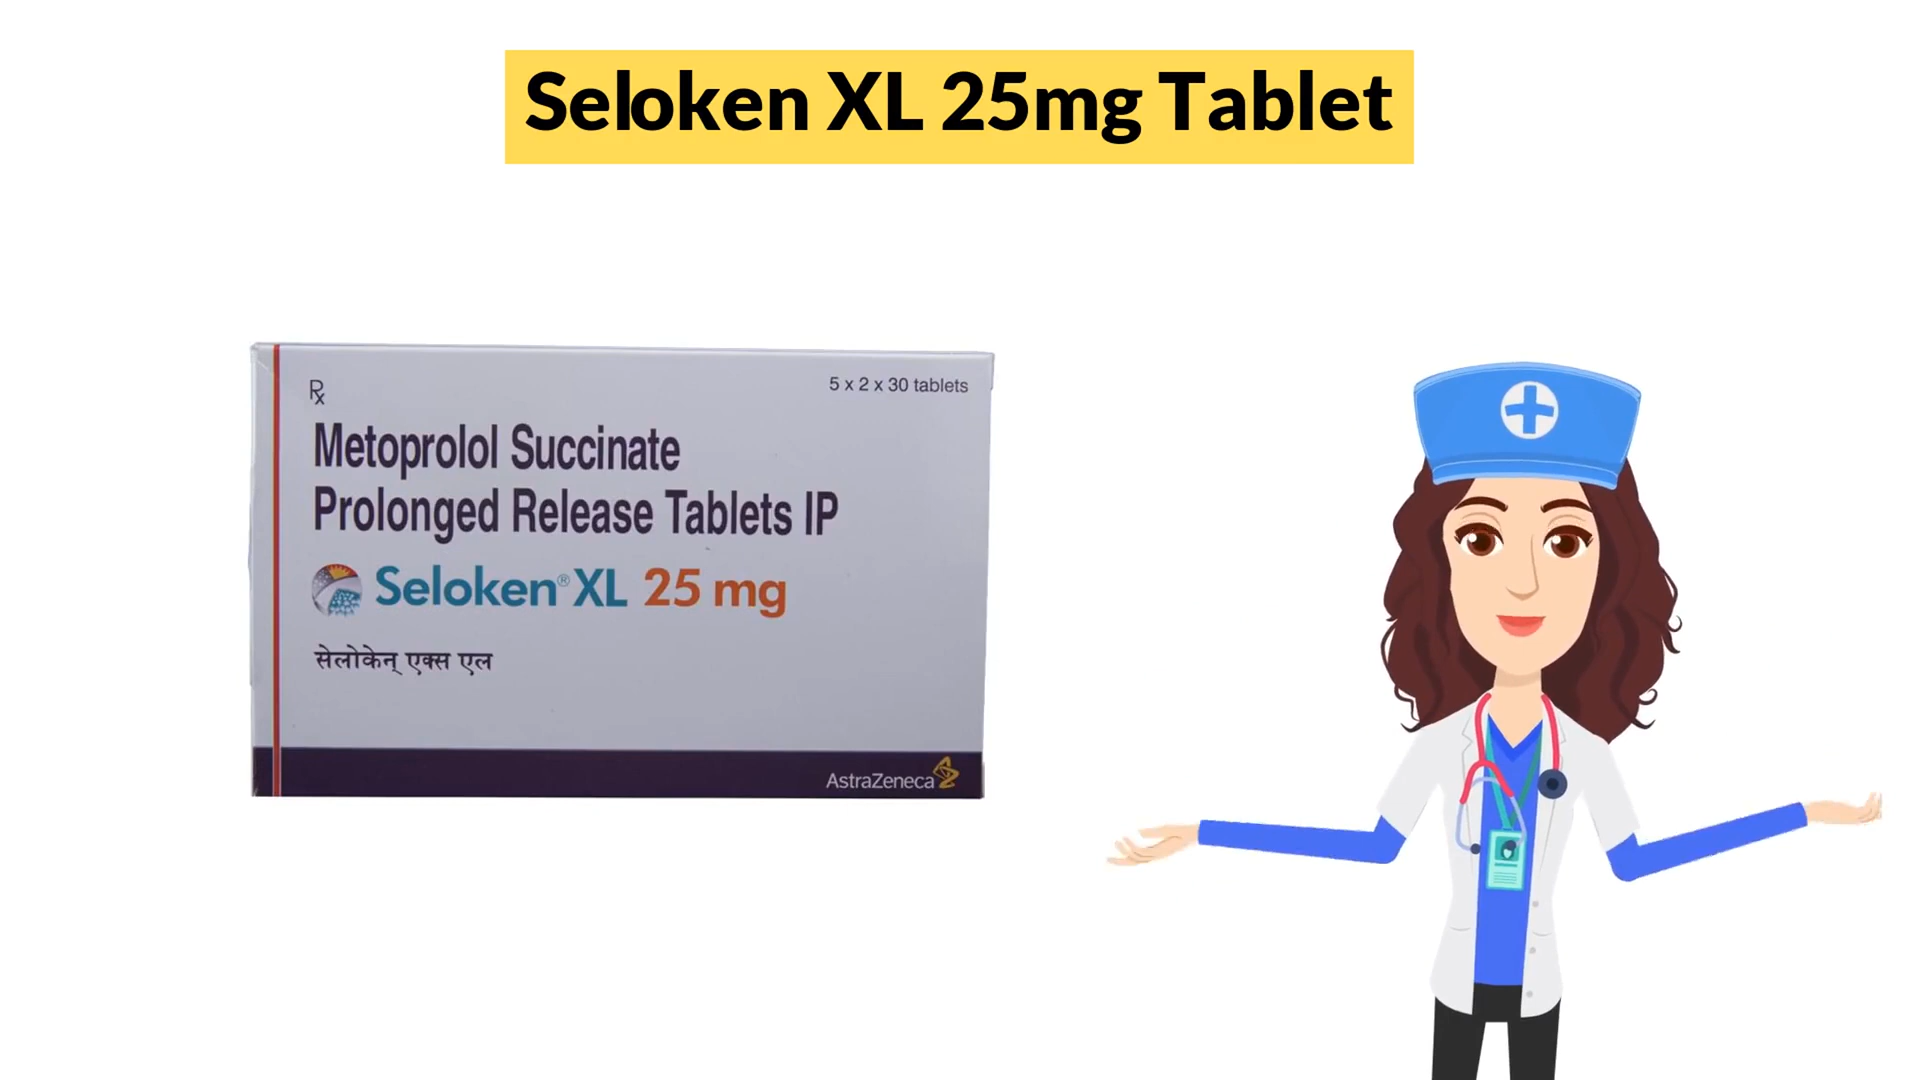 Seloken XL 25mg Tablet
Rx
5 x 2 x 30 tablets
Metoprolol Succinate
Prolonged Release Tablets IP
Seloken® XL 25 mg
सेलोकेन् एक्स एल
AstraZeneca